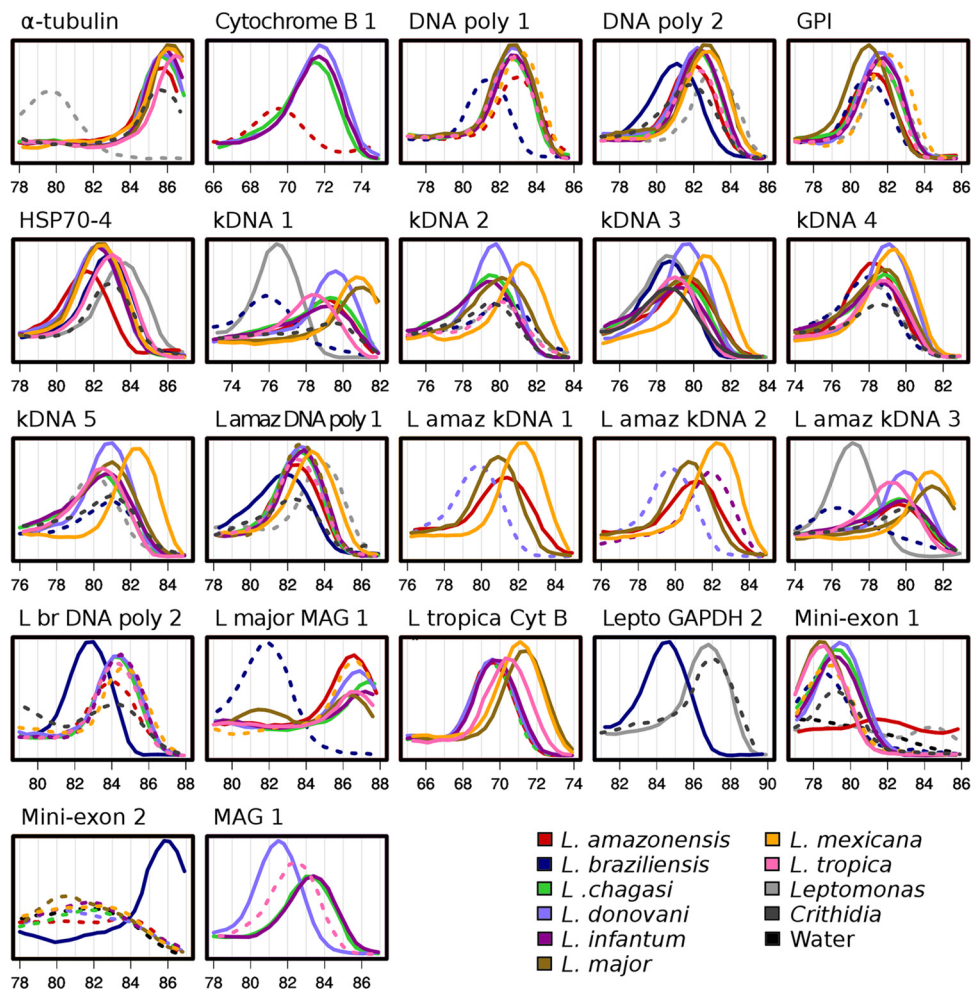 α-tubulin Cytochrome B 1 DNA poly 1 DNA poly 2 GPI
78 80 82 84 86 66 70 74 78 80 82 84 86 78 80 82 84 86 78 80 82 84 86
HSP70-4 kDNA 1 kDNA 2 kDNA 3 kDNA 4
78 80 82 84 86 74 76 78 80 82 76 78 80 82 84 76 78 80 82 84 74 76 78 80 82
kDNA 5 L amaz DNA poly 1 L amaz kDNA 1 L amaz kDNA 2 L amaz kDNA 3
76 78 80 82 84 78 80 82 84 86 88 76 78 80 82 84 76 78 80 82 84 74 76 78 80 82
L br DNA poly 2 L major MAG 1 L tropica Cyt B Lepto GAPDH 2 Mini-exon 1
80 82 84 86 88 80 82 84 86 88 66 68 70 72 74 82 84 86 88 90 78 80 82 84 86
Mini-exon 2 MAG 1
78 80 82 84 86 78 80 82 84 86
L. amazonensis L. mexicana
L. braziliensis L. tropica
L .chagasi Leptomonas
L. donovani Crithidia
L. infantum Water
L. major